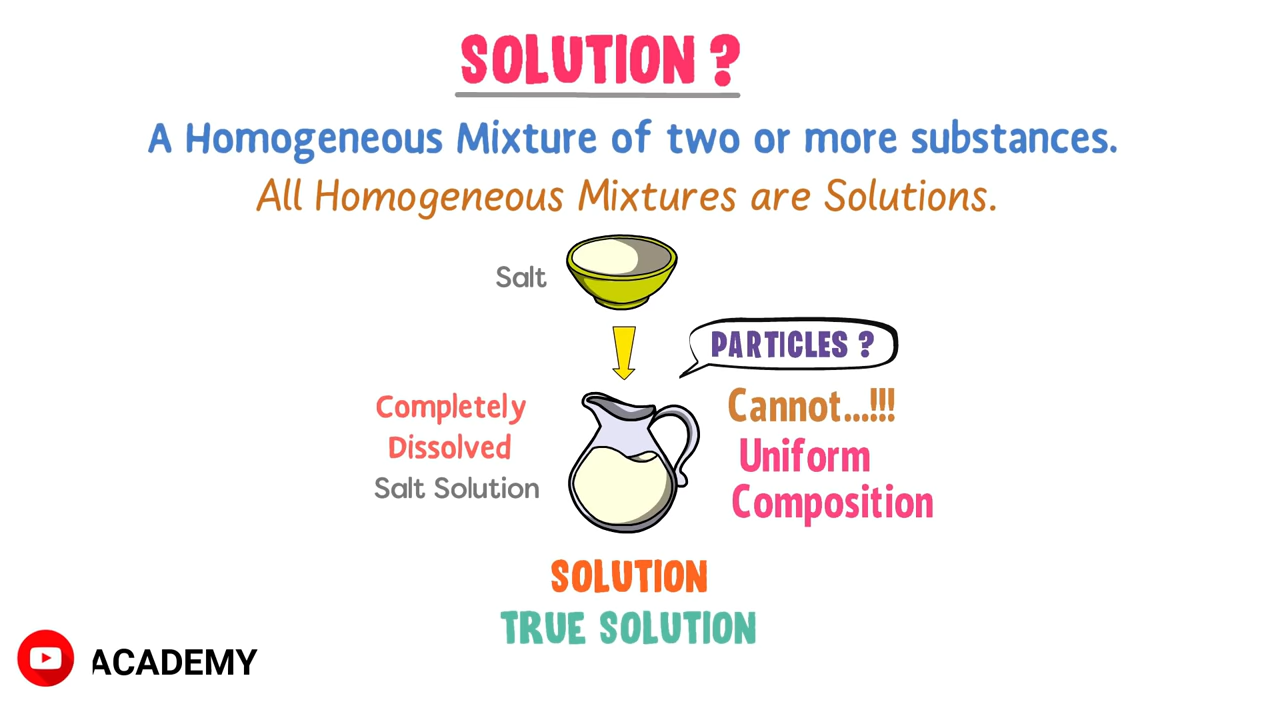 SOLUTION ?
A Homogeneous Mixture of two or more substances.
All Homogeneous Mixtures are Solutions.
Salt
PARTICLES ?
Completely
Dissolved
Salt Solution
Cannot...!!!
Uniform
Composition
SOLUTION
TRUE SOLUTION
ACADEMY